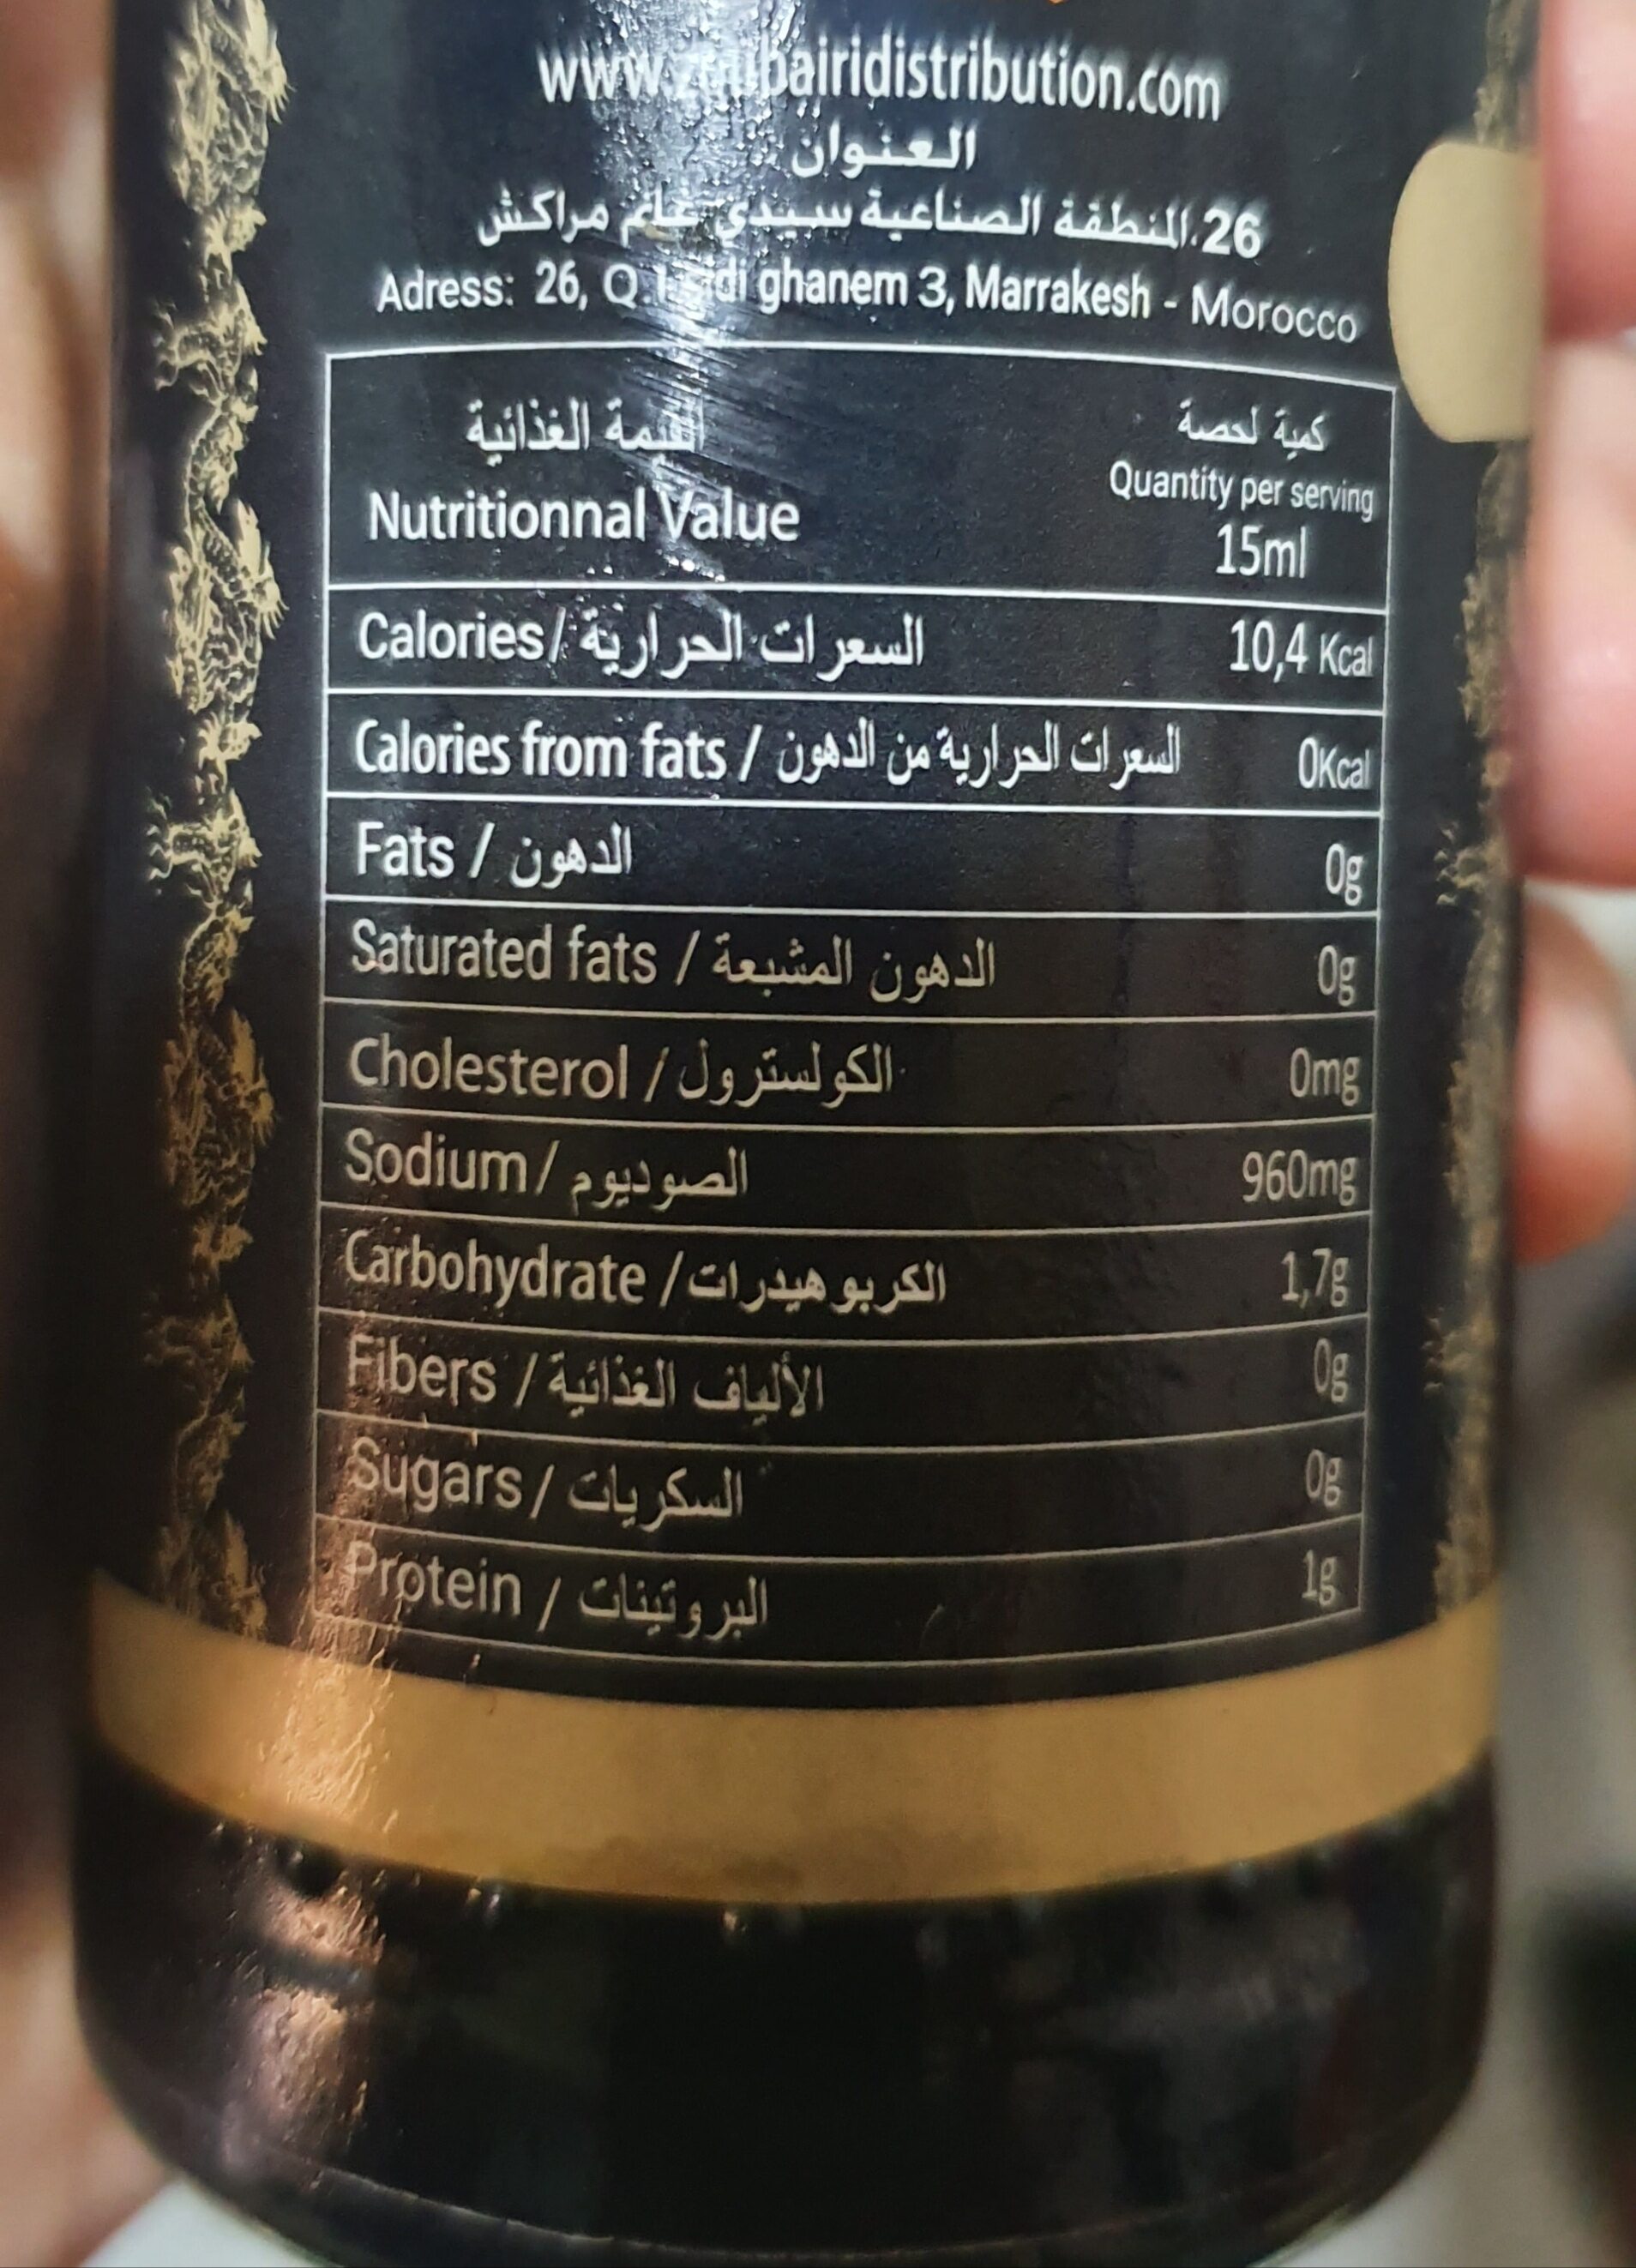 العنوان
26.المنطقة الصناعية سيدي غانم مراكش
Adress: 26, ghanem 3, Marrakesh - Morocco
القيمة الغذائية
Nutritionnal Value
كمية لحصة
Quantity per serving
15ml
Calories/ السعرات الحرارية 10,4 Kcal
Calories from fats / السعرات الحرارية من الدهون 0Kcal
Fats / الدهون 0g
Saturated fats / الدهون المشبعة 0g
Cholesterol / الكولسترول 0mg
Sodium/ الصوديوم 960mg
Carbohydrate / الكربوهيدرات 1,7g
Fibers / الألياف الغذائية 0g
Sugars / السكريات 0g
Protein / البروتينات 1g